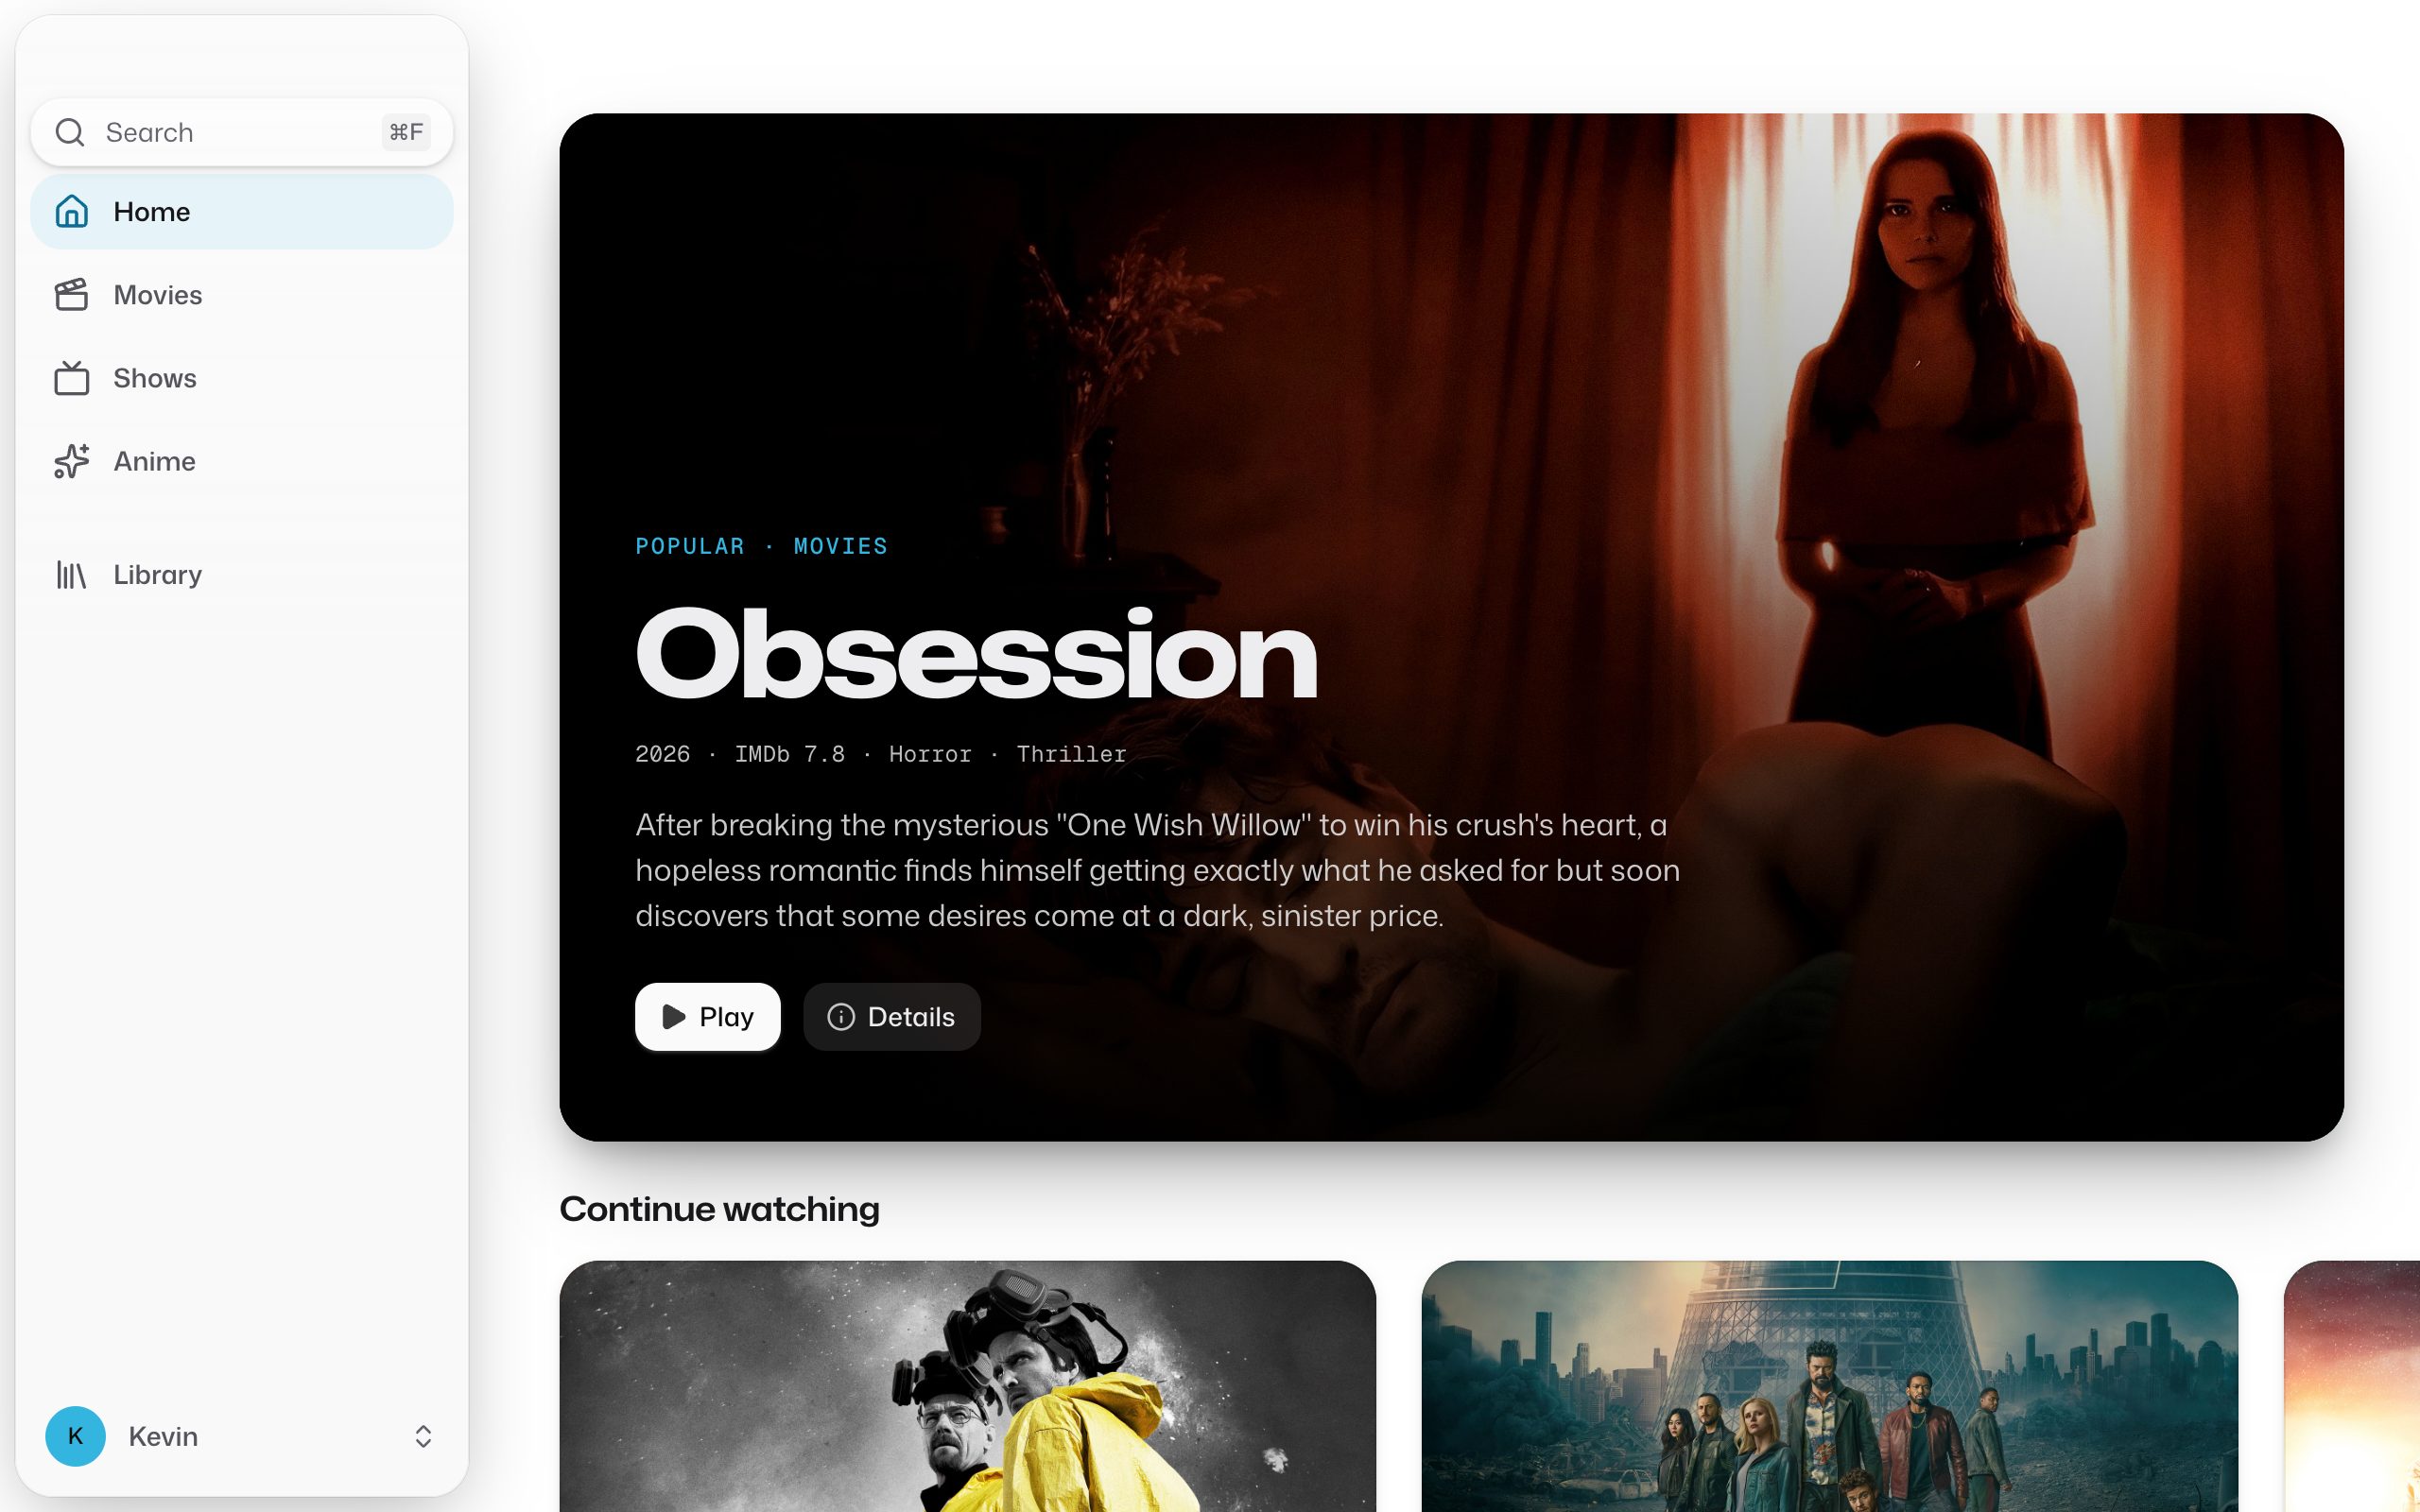 Search ⌘F
Home
Movies
Shows
Anime
Library
Kevin
K
POPULAR · MOVIES
Obsession
2026 · IMDb 7.8 · Horror · Thriller
After breaking the mysterious "One Wish Willow" to win his crush's heart, a
hopeless romantic finds himself getting exactly what he asked for but soon
discovers that some desires come at a dark, sinister price.
Play
Details
Continue watching